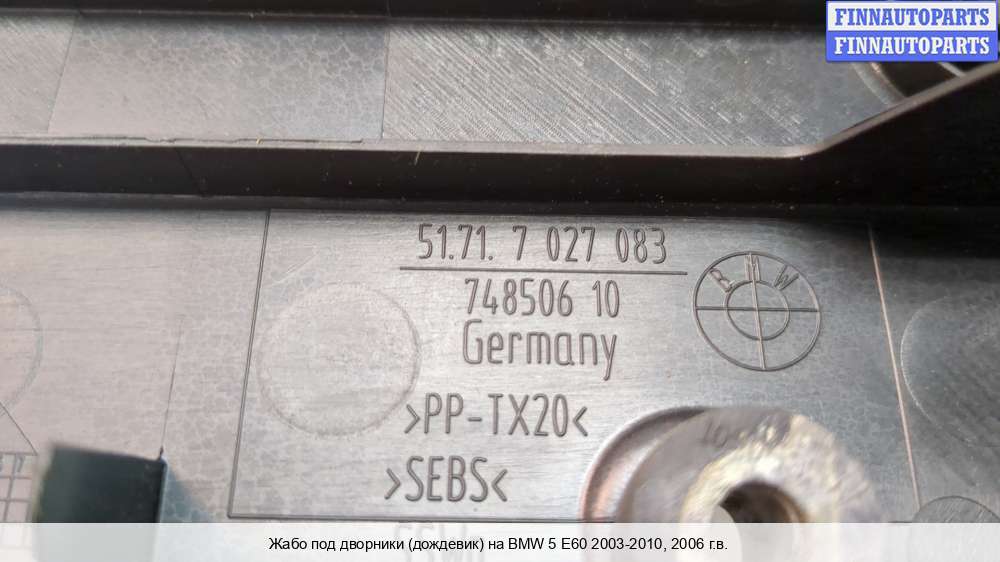 FINNAUTOPARTS
FINNAUTOPARTS
51.71. 7 027 083
748506 10
Germany
>PP-TX20<
>SEBS<
BMW
Жабо под дворники (дождевик) на BMW 5 E60 2003-2010, 2006 г.в.